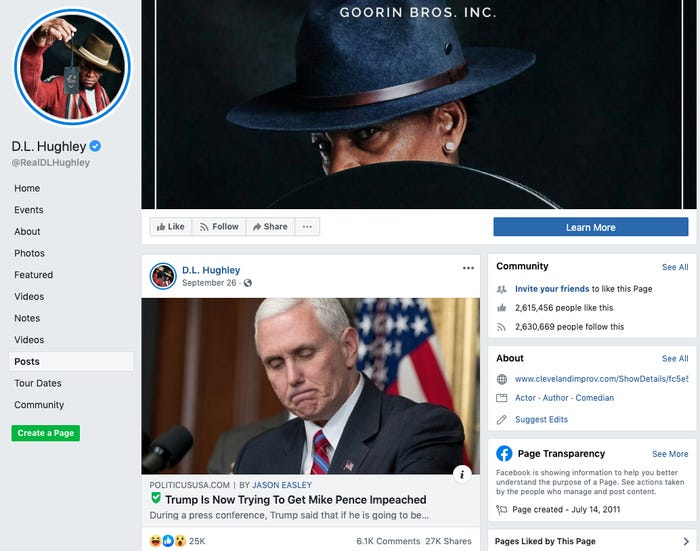 GOORIN BROS. INC.
D.L. Hughley
@RealDLHughley
Home
Events
About
Photos
Featured
Videos
Notes
Videos
Posts
Tour Dates
Community
Create a Page
Like
Follow
Share
Learn More
D.L. Hughley
September 26 ·
POLITICUSUSA.COM | BY JASON EASLEY
Trump Is Now Trying To Get Mike Pence Impeached
During a press conference, Trump said that if he is going to be...
25K
6.1K Comments 27K Shares
Community
See All
Invite your friends to like this Page
2,615,456 people like this
2,630,669 people follow this
About
See All
www.clevelandimprov.com/ShowDetails/fc5e5
Actor · Author · Comedian
Suggest Edits
Page Transparency
See More
Facebook is showing information to help you better
understand the purpose of a Page. See actions taken
by the people who manage and post content.
Page created - July 14, 2011
Pages Liked by This Page